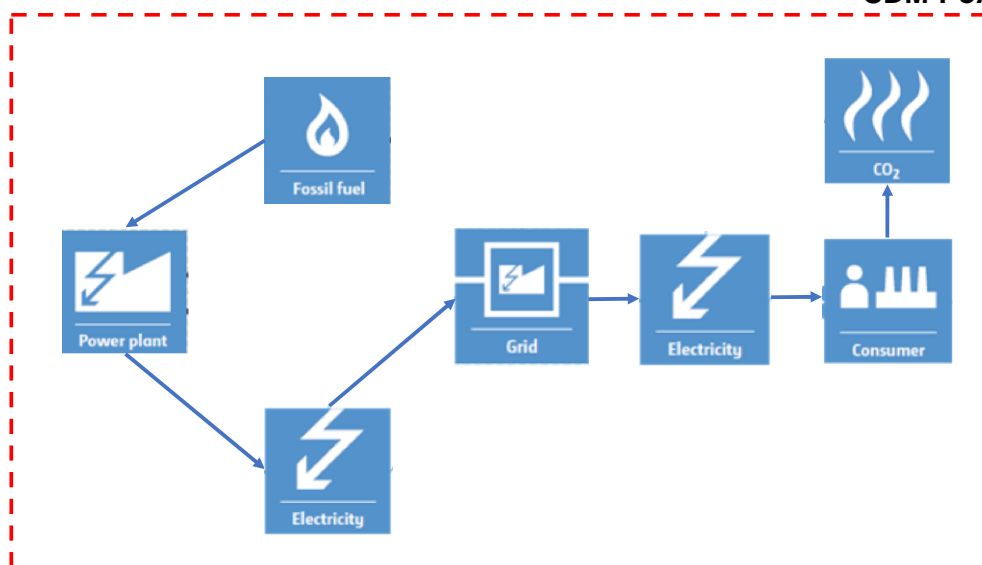 CO₂
Fossil fuel
Power plant
Grid
Electricity
Consumer
Electricity